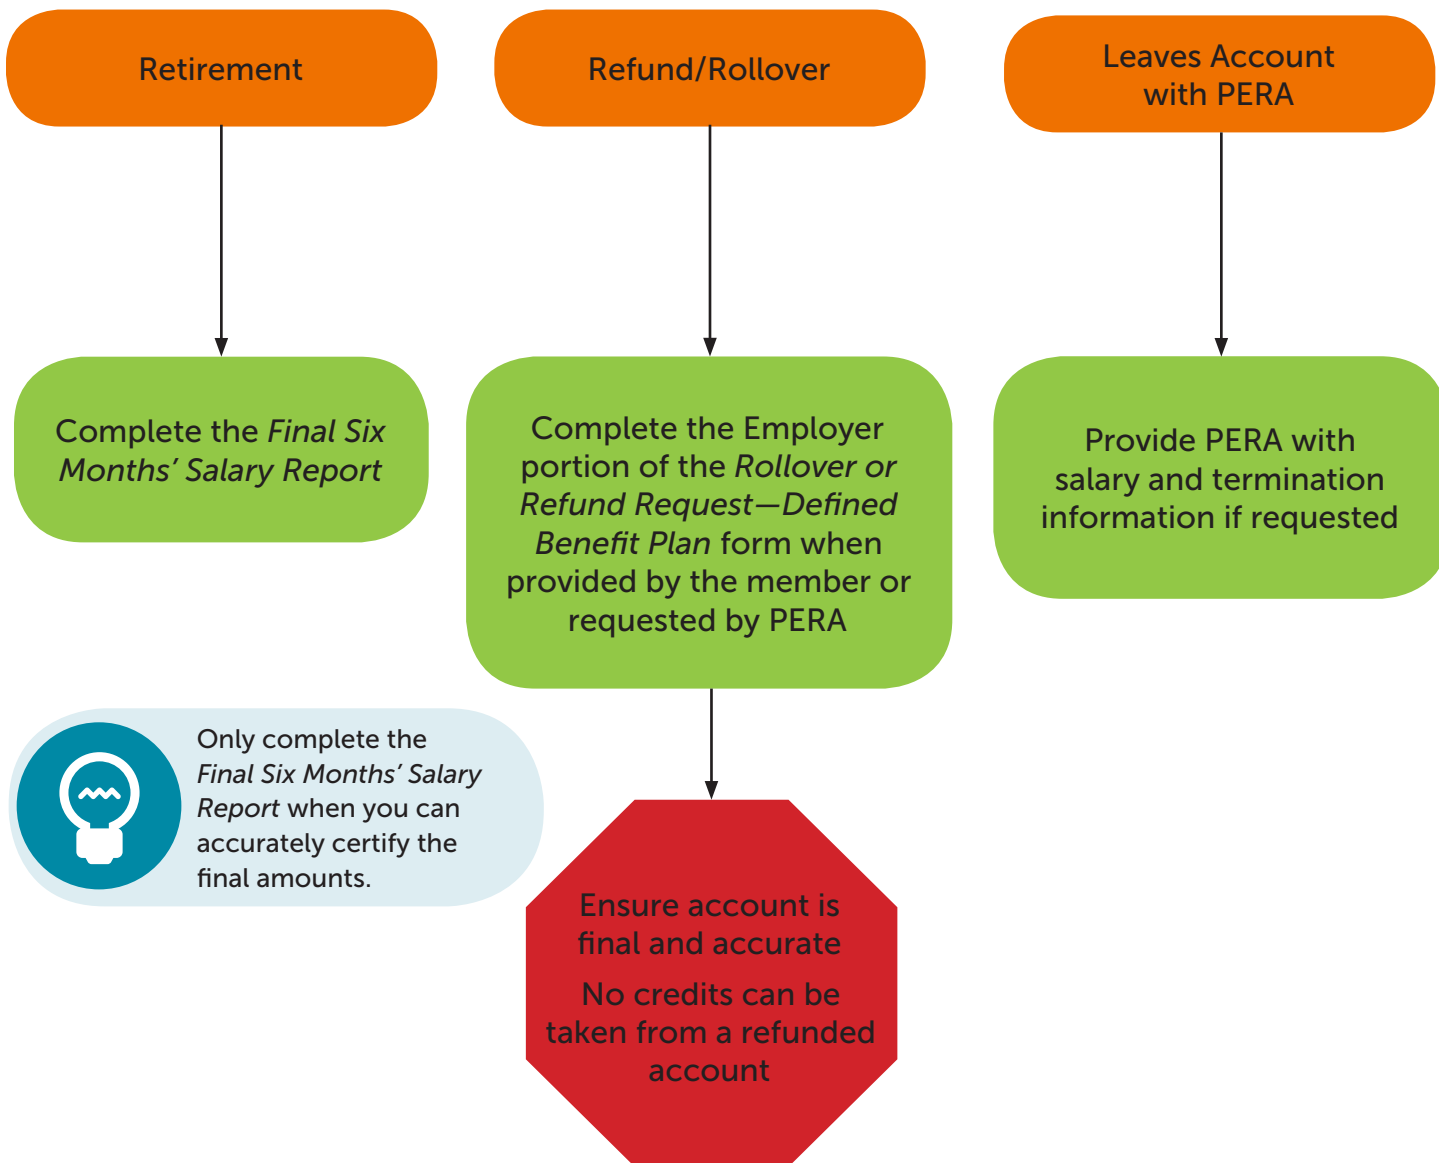 Retirement
Refund/Rollover
Leaves Account
with PERA
Complete the Final Six
Months’ Salary Report
Complete the Employer
portion of the Rollover or
Refund Request—Defined
Benefit Plan form when
provided by the member or
requested by PERA
Provide PERA with
salary and termination
information if requested
Only complete the
Final Six Months’ Salary
Report when you can
accurately certify the
final amounts.
Ensure account is
final and accurate
No credits can be
taken from a refunded
account